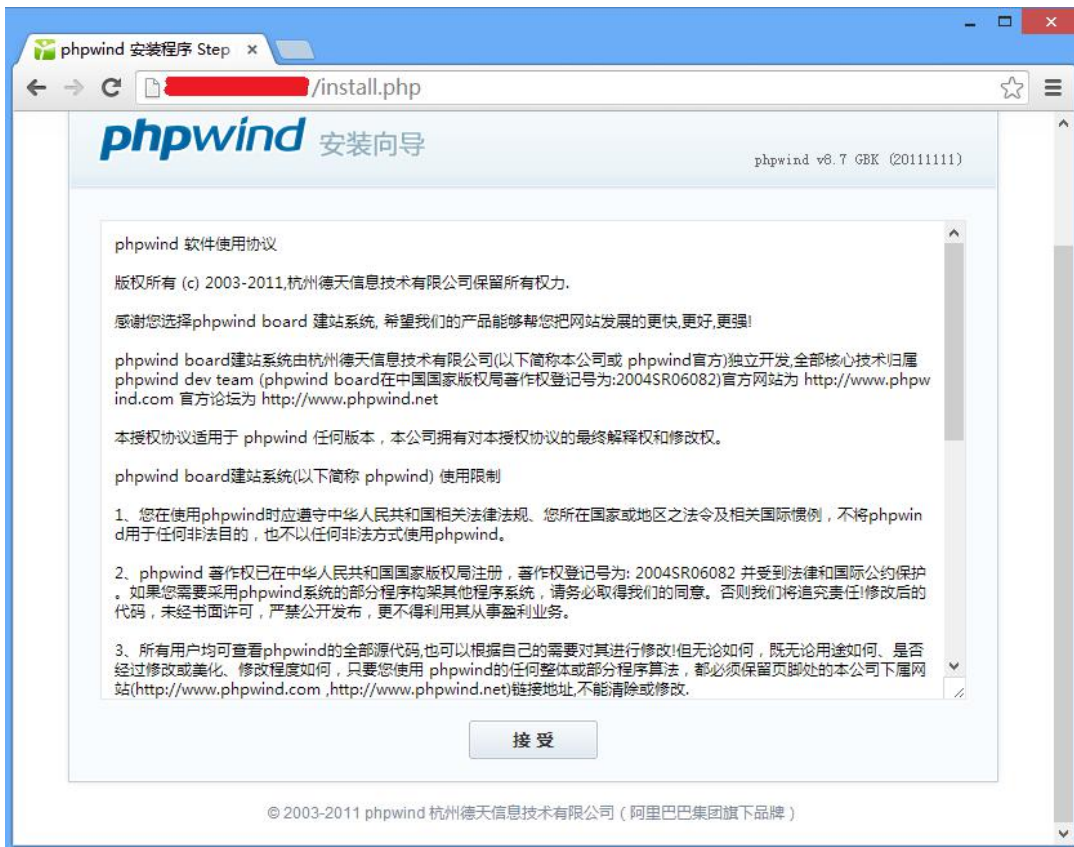 phpwind 安装程序 Step
/install.php
phpwind 安装向导
phpwind v8.7 GBK (20111111)
phpwind 软件使用协议
版权所有 (c) 2003-2011,杭州德天信息技术有限公司保留所有权力.
感谢您选择phpwind board 建站系统, 希望我们的产品能够帮您把网站发展的更快,更好,更强!
phpwind board建站系统由杭州德天信息技术有限公司(以下简称本公司或 phpwind官方)独立开发,全部核心技术归属
phpwind dev team (phpwind board在中国国家版权局著作权登记号为:2004SR06082)官方网站为 http://www.phpw
ind.com 官方论坛为 http://www.phpwind.net
本授权协议适用于 phpwind 任何版本，本公司拥有对本授权协议的最终解释权和修改权。
phpwind board建站系统(以下简称 phpwind) 使用限制
1、您在使用phpwind时应遵守中华人民共和国相关法律法规、您所在国家或地区之法令及相关国际惯例，不将phpwin
d用于任何非法目的，也不以任何非法方式使用phpwind。
2、phpwind 著作权已在中华人民共和国国家版权局注册，著作权登记号为: 2004SR06082 并受到法律和国际公约保护
。如果您需要采用phpwind系统的部分程序构架其他程序系统，请务必取得我们的同意。否则我们将追究责任!修改后的
代码，未经书面许可，严禁公开发布，更不得利用其从事盈利业务。
3、所有用户均可查看phpwind的全部源代码,也可以根据自己的需要对其进行修改!但无论如何，既无论用途如何、是否
经过修改或美化、修改程度如何，只要您使用 phpwind的任何整体或部分程序算法，都必须保留页脚处的本公司下属网
站(http://www.phpwind.com ,http://www.phpwind.net)链接地址,不能清除或修改.
接 受
© 2003-2011 phpwind 杭州德天信息技术有限公司 ( 阿里巴巴集团旗下品牌 )